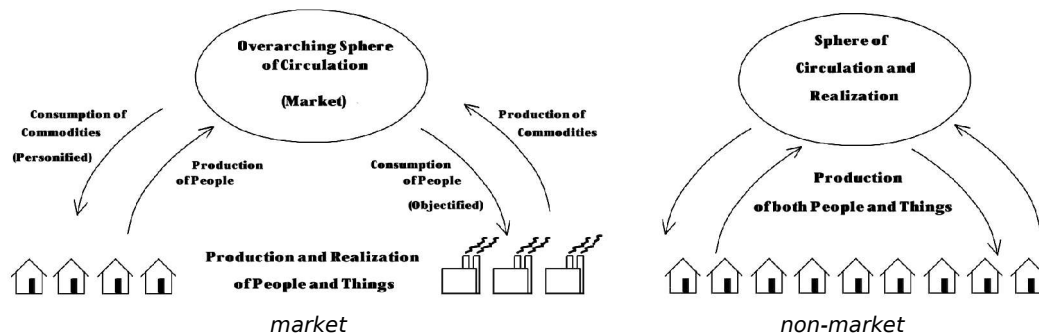 Overarching Sphere
of Circulation
(Market)
Consumption of
Commodities
(Personified)
Production
of People
Consumption
of People
(Objectified)
Production of
Commodities
Production and Realization
of People and Things
market
Sphere of
Circulation and
Realization
Production
of both People and Things
non-market